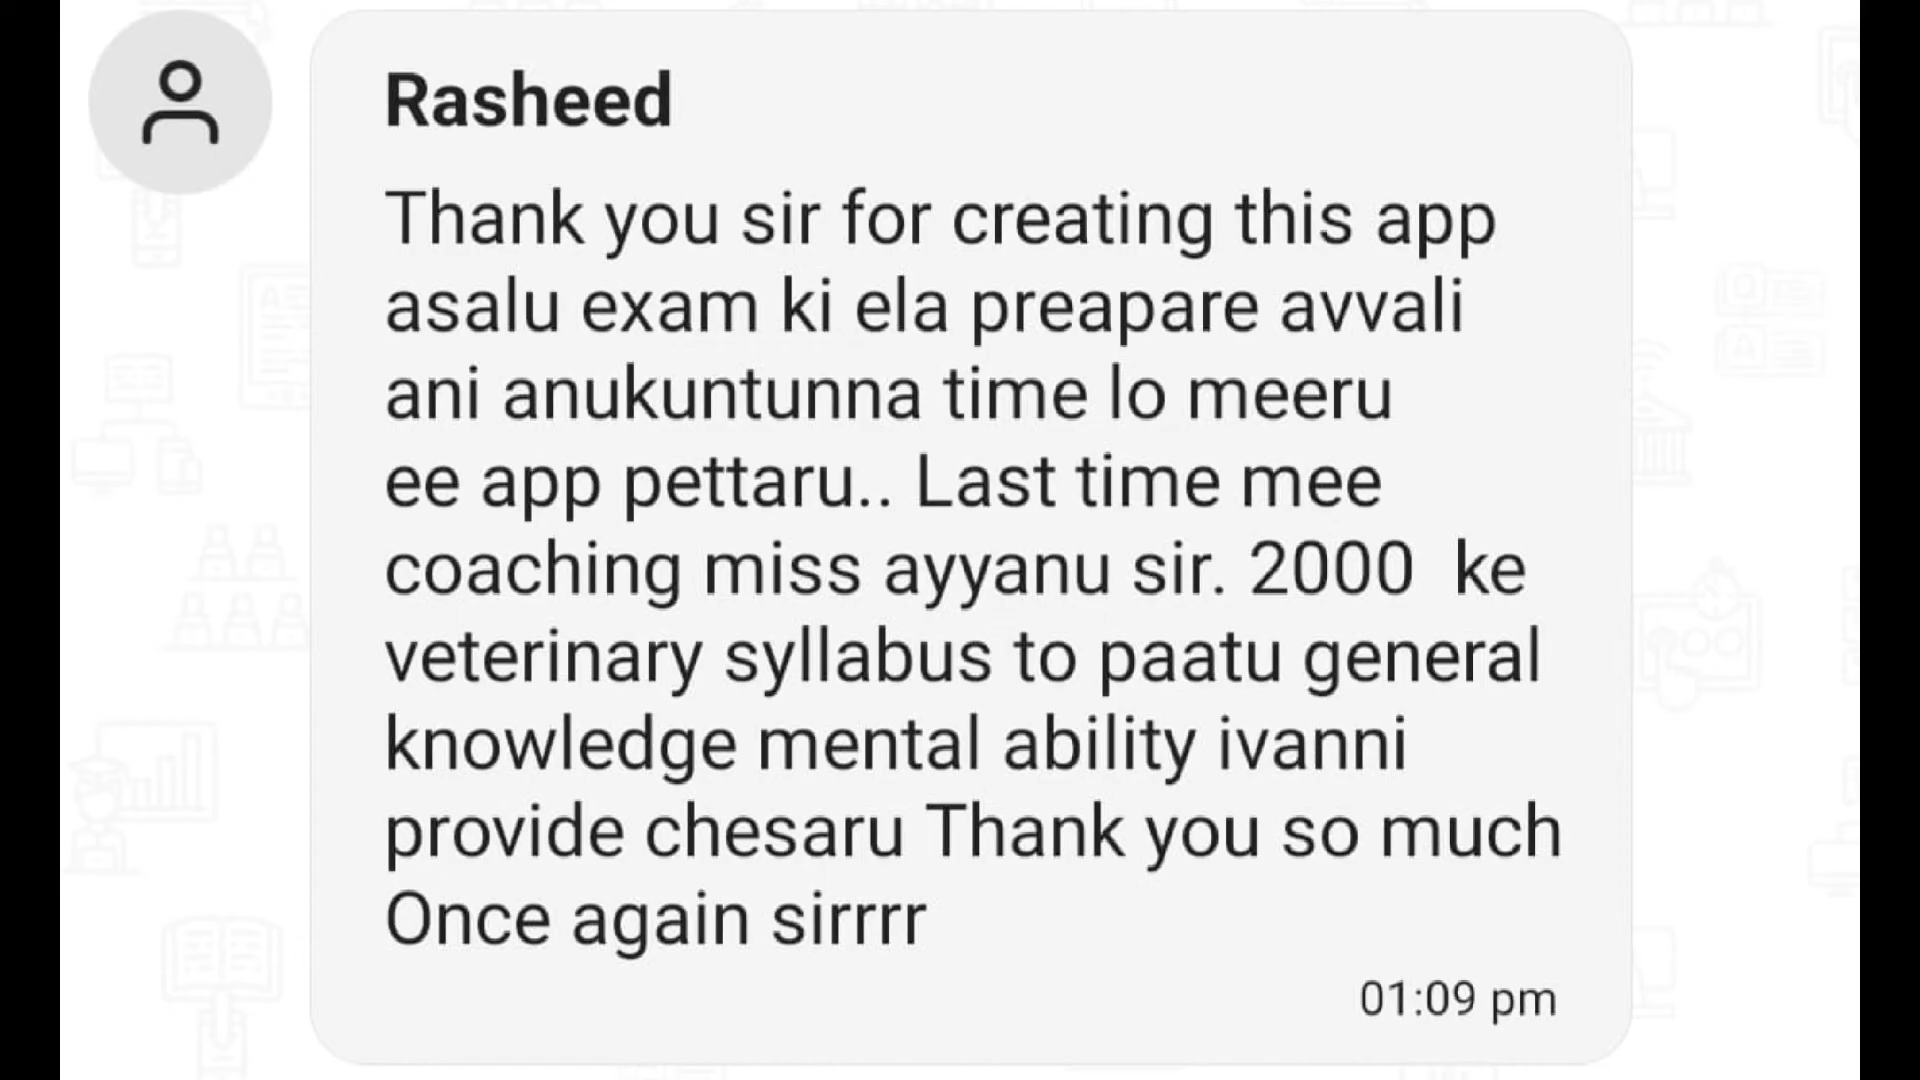 Rasheed
Thank you sir for creating this app
asalu exam ki ela preapare avvali
ani anukuntunna time lo meeru
ee app pettaru.. Last time mee
coaching miss ayyanu sir. 2000  ke
veterinary syllabus to paatu general
knowledge mental ability ivanni
provide chesaru Thank you so much
Once again sirrrr
01:09 pm